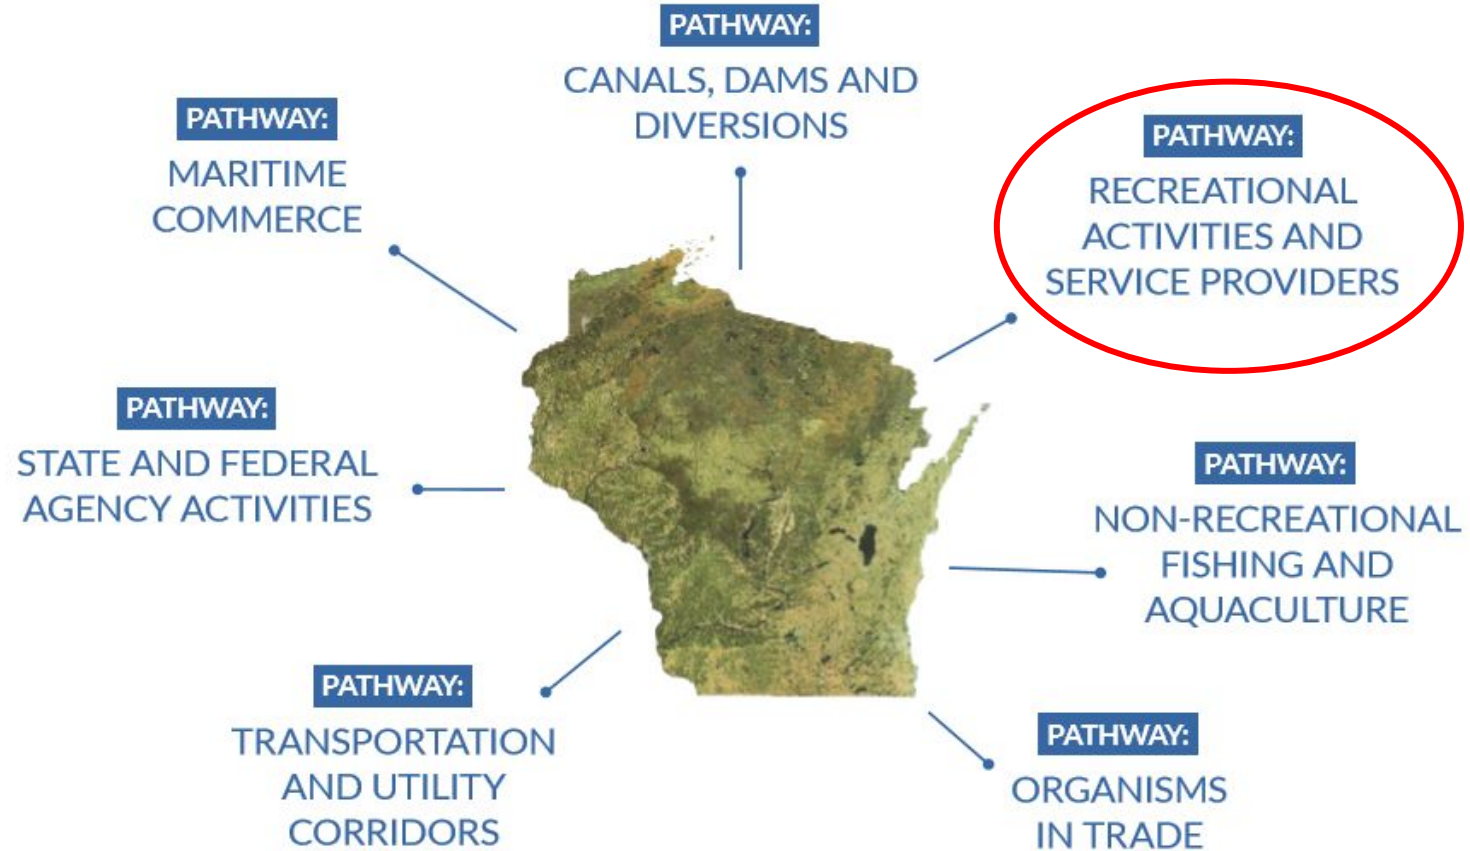 PATHWAY:
CANALS, DAMS AND
DIVERSIONS
PATHWAY:
MARITIME
COMMERCE
PATHWAY:
RECREATIONAL
ACTIVITIES AND
SERVICE PROVIDERS
PATHWAY:
STATE AND FEDERAL
AGENCY ACTIVITIES
PATHWAY:
NON-RECREATIONAL
FISHING AND
AQUACULTURE
PATHWAY:
TRANSPORTATION
AND UTILITY
CORRIDORS
PATHWAY:
ORGANISMS
IN TRADE